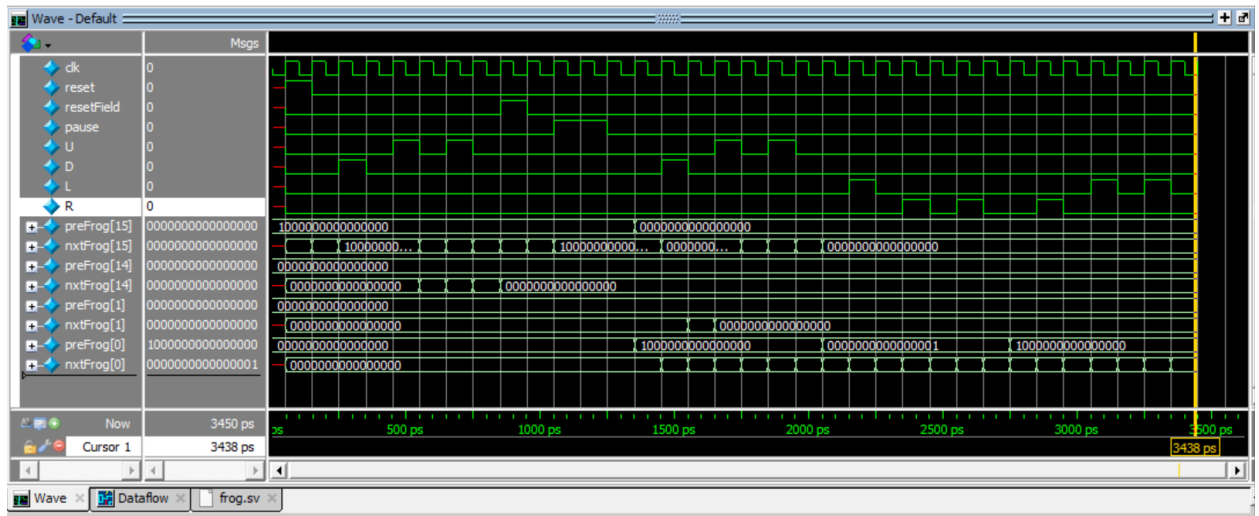 Wave - Default
Msgs
clk 0
reset 0
resetField 0
pause 0
U 0
D 0
L 0
R 0
preFrog[15] 0000000000000000 1000000000000000 0000000000000000
nxtFrog[15] 0000000000000000 10000000... 10000000000... 0000000... 0000000000000000
preFrog[14] 0000000000000000 0000000000000000
nxtFrog[14] 0000000000000000 0000000000000000 0000000000000000
preFrog[1] 0000000000000000 0000000000000000
nxtFrog[1] 0000000000000000 0000000000000000 0000000000000000
preFrog[0] 1000000000000000 0000000000000000 1000000000000000 0000000000000001 1000000000000000
nxtFrog[0] 0000000000000001 0000000000000000
Now 3450 ps ps 500 ps 1000 ps 1500 ps 2000 ps 2500 ps 3000 ps 3500 ps
Cursor 1 3438 ps 3438 ps
Wave Dataflow frog.sv